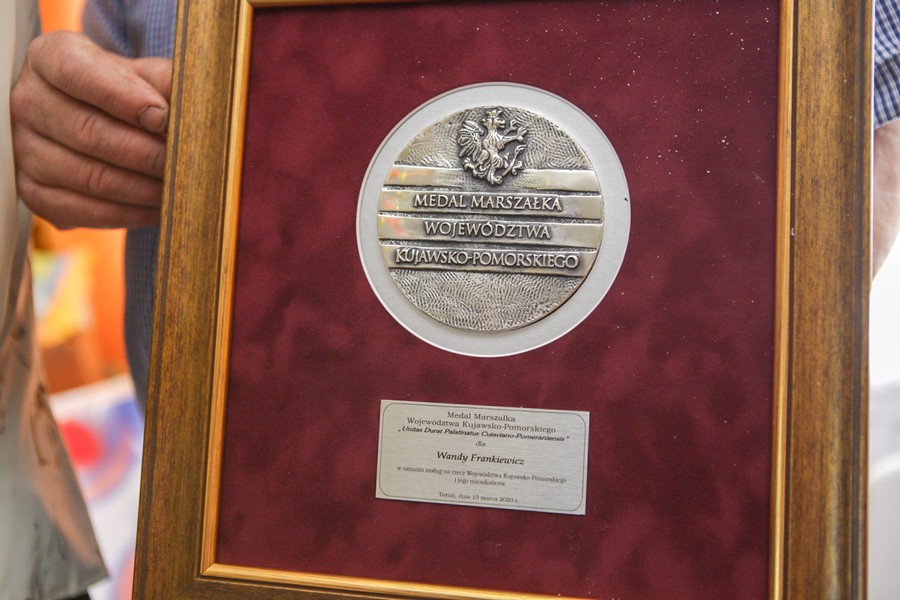 MEDAL MARSZAŁKA
WOJEWÓDZTWA
KUJAWSKO-POMORSKIEGO
Medal Marszałka
Województwa Kujawsko-Pomorskiego
„Unitas Durat Palatinatus Cuiaviano-Pomeraniensis"
dla
Wandy Frankiewicz
w uznaniu zasług na rzecz Województwa Kujawsko-Pomorskiego
i jego mieszkańców
Toruń, dnia 15 marca 2020 r.